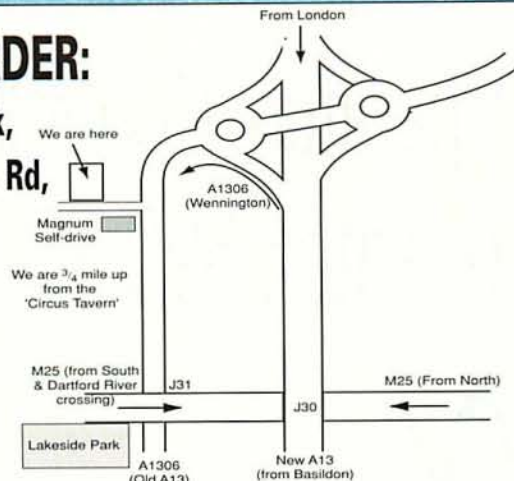 From London
DER:
We are here
Rd,
A1306
(Wennington)
Magnum
Self-drive
We are 3/4 mile up
from the
'Circus Tavern'
M25 (from South
& Dartford River
crossing)
J31
M25 (From North)
J30
Lakeside Park
A1306
(Old A13)
New A13
(from Basildon)